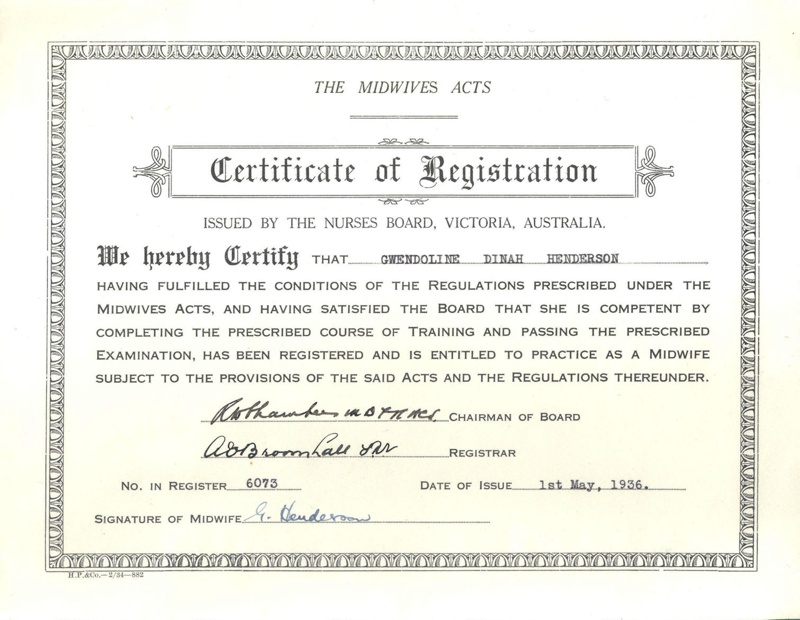 THE MIDWIVES ACTS
Certificate of Registration
ISSUED BY THE NURSES BOARD, VICTORIA, AUSTRALIA.
We hereby Certify THAT GWENDOLINE DINAH HENDERSON
HAVING FULFILLED THE CONDITIONS OF THE REGULATIONS PRESCRIBED UNDER THE
MIDWIVES ACTS, AND HAVING SATISFIED THE BOARD THAT SHE IS COMPETENT BY
COMPLETING THE PRESCRIBED COURSE OF TRAINING AND PASSING THE PRESCRIBED
EXAMINATION, HAS BEEN REGISTERED AND IS ENTITLED TO PRACTICE AS A MIDWIFE
SUBJECT TO THE PROVISIONS OF THE SAID ACTS AND THE REGULATIONS THEREUNDER.
CHAIRMAN OF BOARD
REGISTRAR
NO. IN REGISTER 6073 DATE OF ISSUE 1st May, 1936.
SIGNATURE OF MIDWIFE G. Henderson
H.P.&Co.—2/34—882